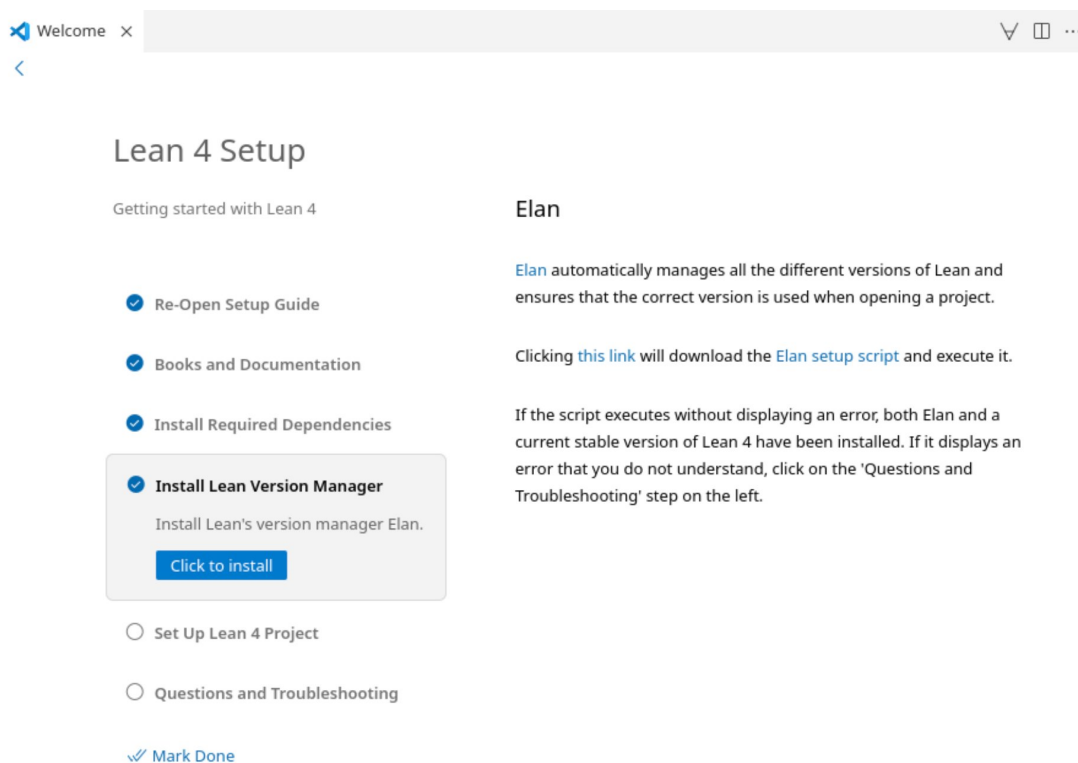 Welcome
Lean 4 Setup
Getting started with Lean 4
Re-Open Setup Guide
Books and Documentation
Install Required Dependencies
Install Lean Version Manager
Install Lean's version manager Elan.
Click to install
Set Up Lean 4 Project
Questions and Troubleshooting
Mark Done
Elan
Elan automatically manages all the different versions of Lean and
ensures that the correct version is used when opening a project.
Clicking this link will download the Elan setup script and execute it.
If the script executes without displaying an error, both Elan and a
current stable version of Lean 4 have been installed. If it displays an
error that you do not understand, click on the 'Questions and
Troubleshooting' step on the left.